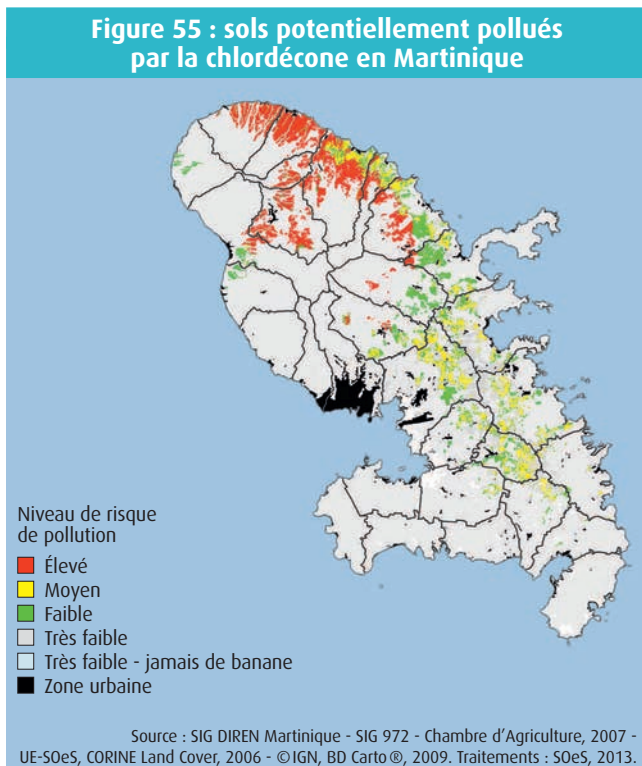 Figure 55 : sols potentiellement pollués
par la chlordécone en Martinique
Niveau de risque
de pollution
Élevé
Moyen
Faible
Très faible
Très faible - jamais de banane
Zone urbaine
Source : SIG DIREN Martinique - SIG 972 - Chambre d'Agriculture, 2007 -
UE-SOeS, CORINE Land Cover, 2006 - ©IGN, BD Carto®, 2009. Traitements : SOeS, 2013.